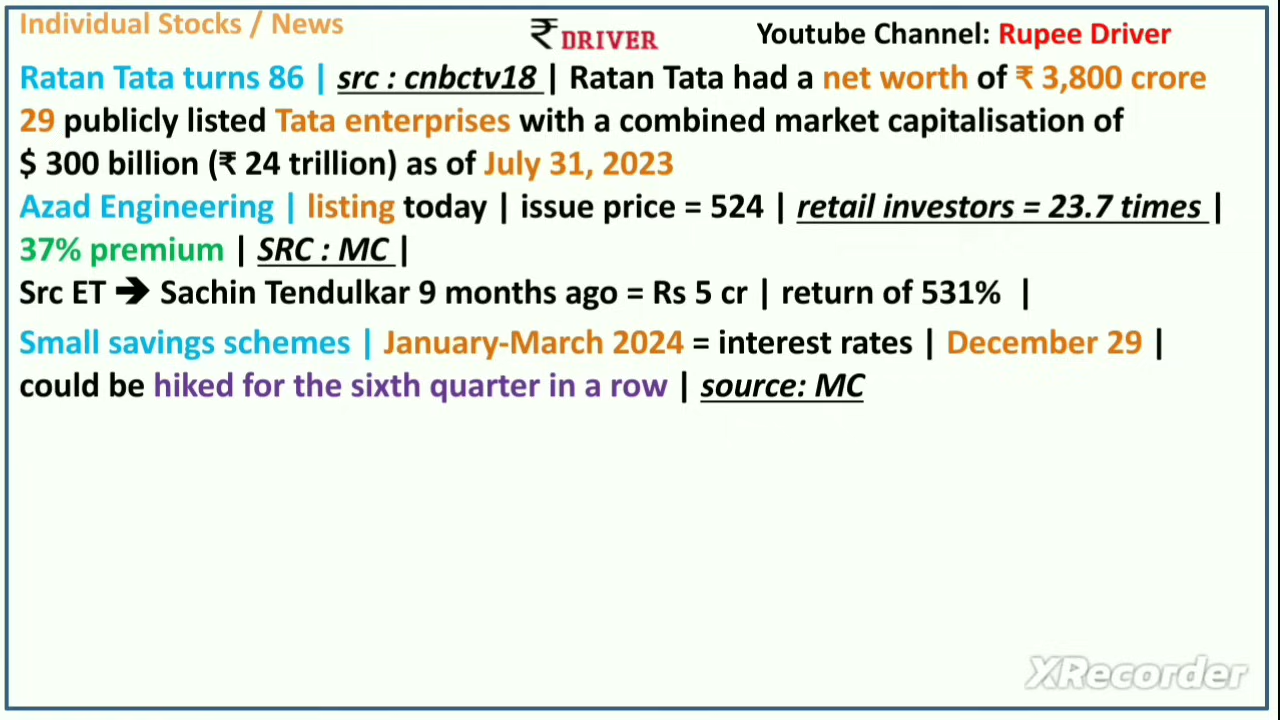 Individual Stocks / News
₹ DRIVER
Youtube Channel: Rupee Driver
Ratan Tata turns 86 | src : cnbctv18 | Ratan Tata had a net worth of ₹ 3,800 crore
29 publicly listed Tata enterprises with a combined market capitalisation of
$ 300 billion (₹ 24 trillion) as of July 31, 2023
Azad Engineering | listing today | issue price = 524 | retail investors = 23.7 times |
37% premium | SRC : MC |
Src ET ➔ Sachin Tendulkar 9 months ago = Rs 5 cr | return of 531% |
Small savings schemes | January-March 2024 = interest rates | December 29 |
could be hiked for the sixth quarter in a row | source: MC
XRecorder